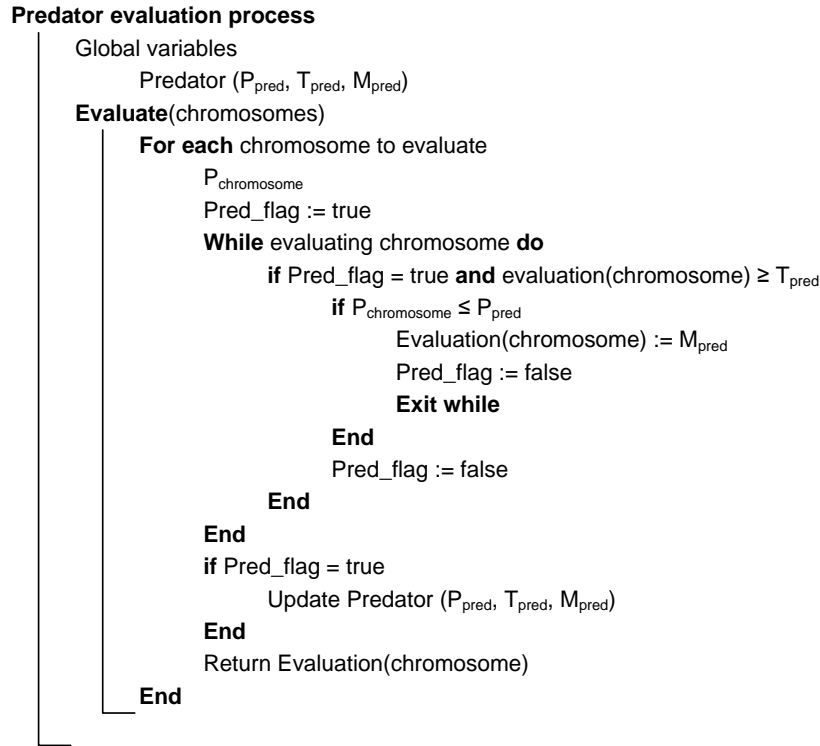 Predator evaluation process
Global variables
Predator (Ppred, Tpred, Mpred)
Evaluate(chromosomes)
For each chromosome to evaluate
Pchromosome
Pred_flag := true
While evaluating chromosome do
if Pred_flag = true and evaluation(chromosome) ≥ Tpred
if Pchromosome ≤ Ppred
Evaluation(chromosome) := Mpred
Pred_flag := false
Exit while
End
Pred_flag := false
End
End
if Pred_flag = true
Update Predator (Ppred, Tpred, Mpred)
End
Return Evaluation(chromosome)
End